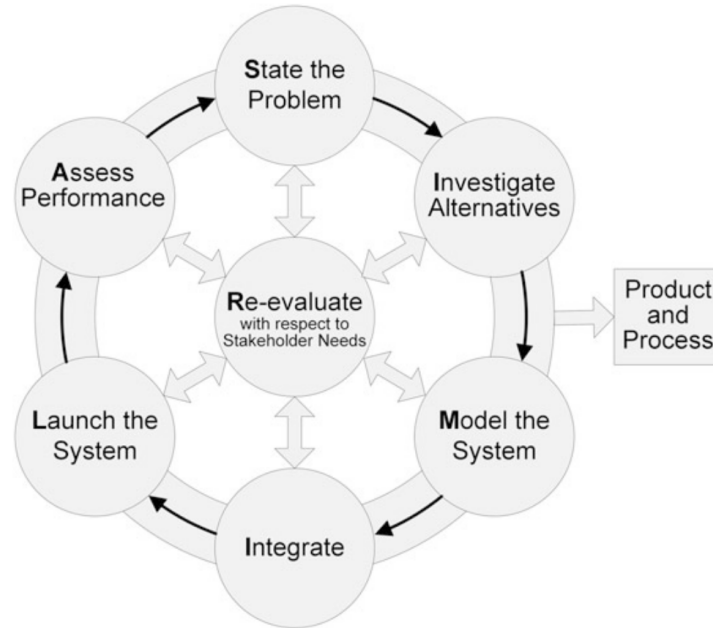 State the
Problem
Investigate
Alternatives
Model the
System
Integrate
Launch the
System
Assess
Performance
Re-evaluate
with respect to
Stakeholder Needs
Product
and
Process